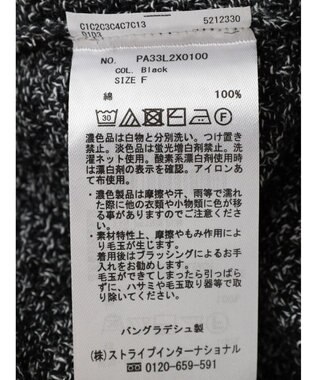 C1C2C3C4C7C13 5212330
D1D3
NO. PA33L2X0100
COL. Black
SIZE F
綿 100%
濃色品は白物と分別洗い。つけ置き
禁止。淡色品は蛍光増白剤禁止。洗
濯ネット使用。酸素系漂白剤使用時
は漂白剤の表示を確認。アイロンあ
て布使用。
・濃色製品は摩擦や汗、雨等で濡れ
た際に他の衣類や小物類に色が移
る事がありますのでご注意くださ
い。
・素材特性上、摩擦やもみ作用によ
り毛玉が生じます。
着用後はブラッシングによるお手
入れをお勧めします。
毛玉ができてしまったら引っぱら
ずに、ハサミや毛玉取り器等で取
り除いてください。
バングラデシュ製
(株)ストライプインターナショナル
☎ 0120-659-591